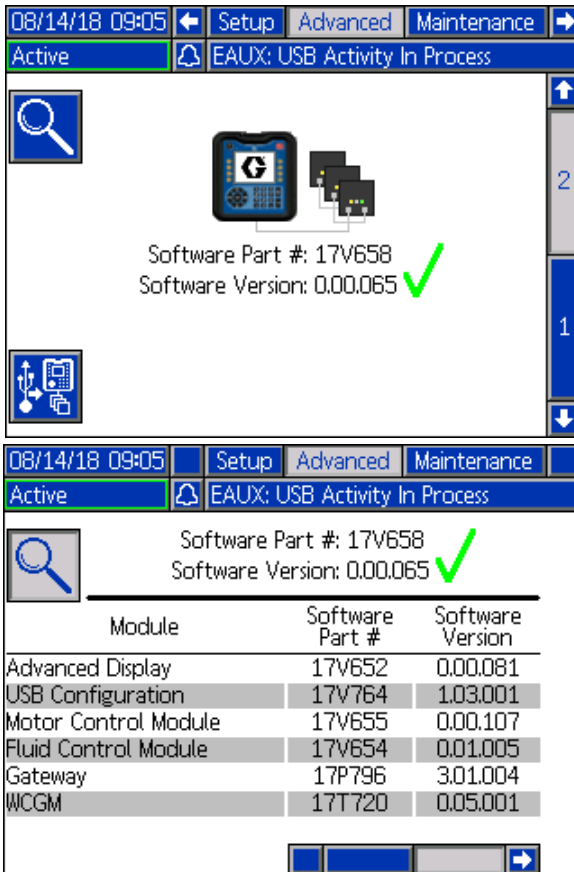 08/14/18 09:05 Setup Advanced Maintenance
Active EAUX: USB Activity In Process
2
Software Part #: 17V658
Software Version: 0.00.065
1
08/14/18 09:05 Setup Advanced Maintenance
Active EAUX: USB Activity In Process
Software Part #: 17V658
Software Version: 0.00.065
Module Software Part # Software Version
Advanced Display 17V652 0.00.081
USB Configuration 17V764 1.03.001
Motor Control Module 17V655 0.00.107
Fluid Control Module 17V654 0.01.005
Gateway 17P796 3.01.004
WCGM 17T720 0.05.001